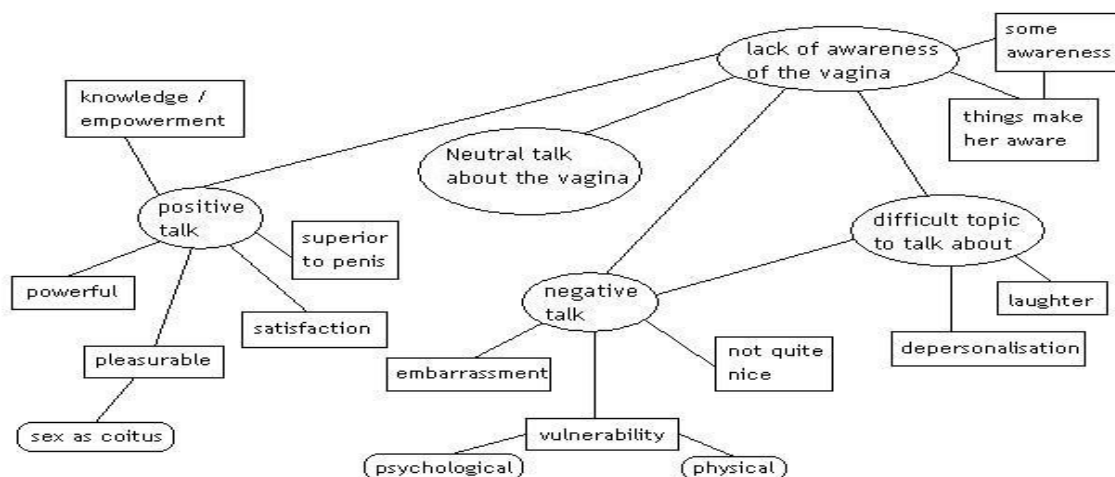 lack of awareness
of the vagina
some
awareness
things make
her aware
knowledge /
empowerment
Neutral talk
about the vagina
positive
talk
superior
to penis
difficult topic
to talk about
powerful
satisfaction
negative
talk
laughter
pleasurable
embarrassment
not quite
nice
depersonalisation
sex as coitus
vulnerability
psychological
physical